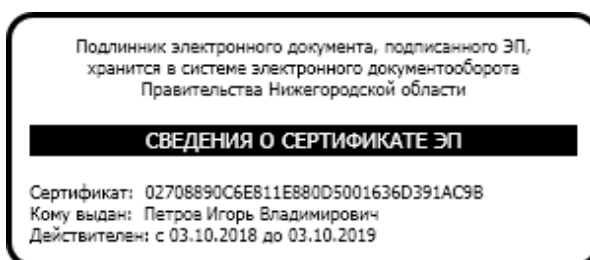 Подлинник электронного документа, подписанного ЭП,
хранится в системе электронного документооборота
Правительства Нижегородской области
СВЕДЕНИЯ О СЕРТИФИКАТЕ ЭП
Сертификат: 02708890C6E811E880D5001636D391AC9B
Кому выдан: Петров Игорь Владимирович
Действителен: с 03.10.2018 до 03.10.2019